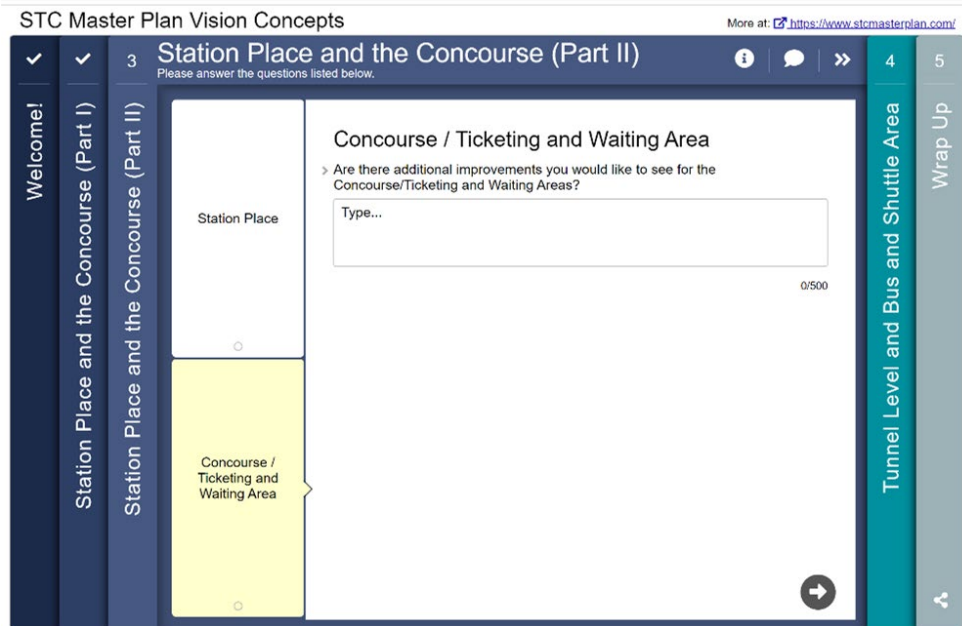 STC Master Plan Vision Concepts
More at: https://www.stcmasterplan.com/
Welcome!
Station Place and the Concourse (Part I)
3
Station Place and the Concourse (Part II)
Station Place and the Concourse (Part II)
Please answer the questions listed below.
Station Place
Concourse /
Ticketing and
Waiting Area
Concourse / Ticketing and Waiting Area
Are there additional improvements you would like to see for the
Concourse/Ticketing and Waiting Areas?
Type...
0/500
4
Tunnel Level and Bus and Shuttle Area
5
Wrap Up